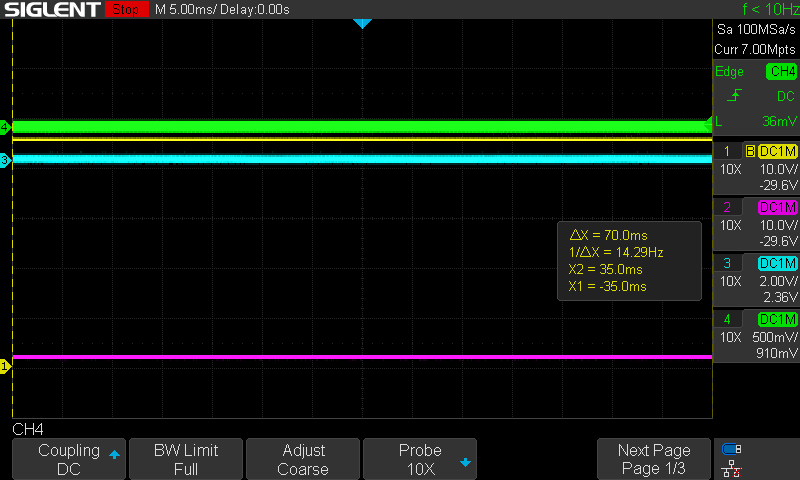 SIGLENT Stop M 5.00ms/ Delay:0.00s f < 10Hz
Sa 100MSa/s
Curr 7.00Mpts
Edge CH4
DC
L 36mV
4
3
1
1 B DC1M
10X 10.0V/
-29.6V
2 DC1M
10X 10.0V/
-29.6V
3 DC1M
10X 2.00V/
2.36V
4 DC1M
10X 500mV/
910mV
△X = 70.0ms
1/△X = 14.29Hz
X2 = 35.0ms
X1 = -35.0ms
CH4
Coupling
DC
BW Limit
Full
Adjust
Coarse
Probe
10X
Next Page
Page 1/3